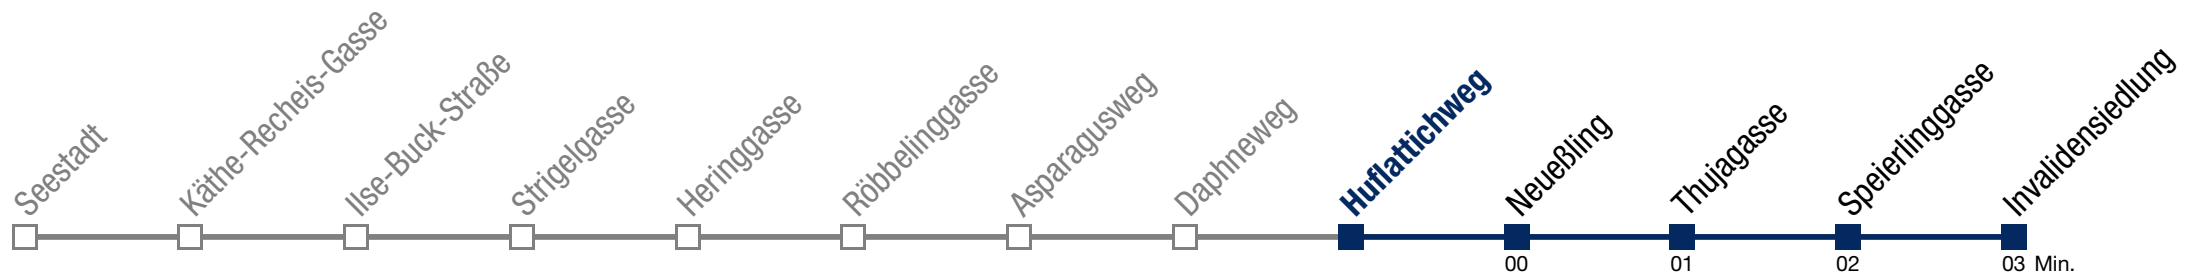 Seestadt
Käthe-Recheis-Gasse
Ilse-Buck-Straße
Strigelgasse
Heringgasse
Röbbelinggasse
Asparagusweg
Daphneweg
Huflattichweg
Neueßling
Thujagasse
Speierlinggasse
Invalidensiedlung
00 01 02 03 Min.